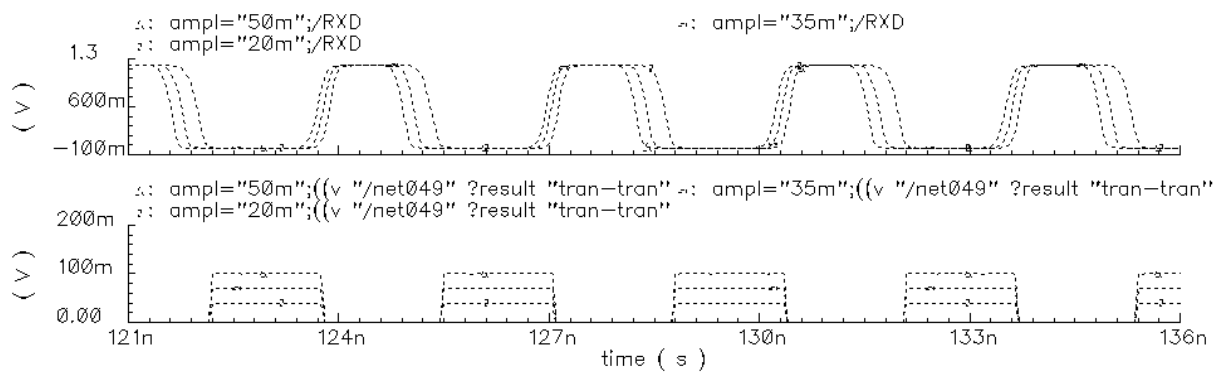 : ampl="50m";/RXD : ampl="35m";/RXD
: ampl="20m";/RXD
1.3
600m
-100m
( V )
: ampl="50m";((v "/net049" ?result "tran-tran" : ampl="35m";((v "/net049" ?result "tran-tran"
: ampl="20m";((v "/net049" ?result "tran-tran"
200m
100m
0.00
( V )
121n 124n 127n 130n 133n 136n
time ( s )